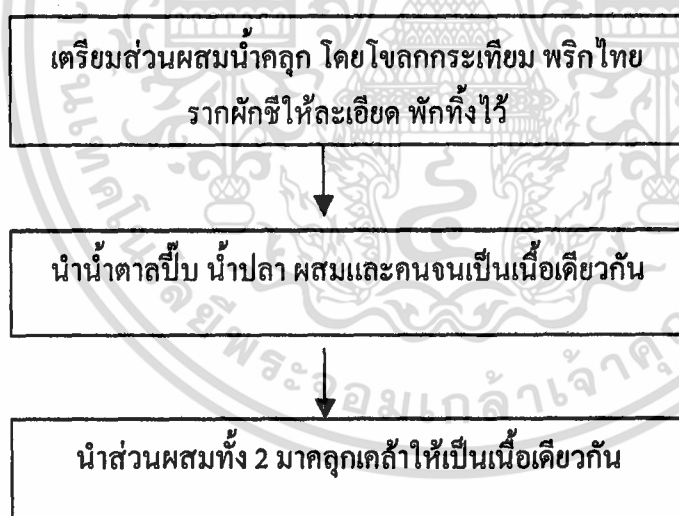 เตรียมส่วนผสมน้ำคลุก โดยโขลกกระเทียม พริกไทย
รากผักชีให้ละเอียด พักทิ้งไว้
นำน้ำตาลปี๊บ น้ำปลา ผสมและคนจนเป็นเนื้อเดียวกัน
นำส่วนผสมทั้ง 2 มาคลุกเคล้าให้เป็นเนื้อเดียวกัน